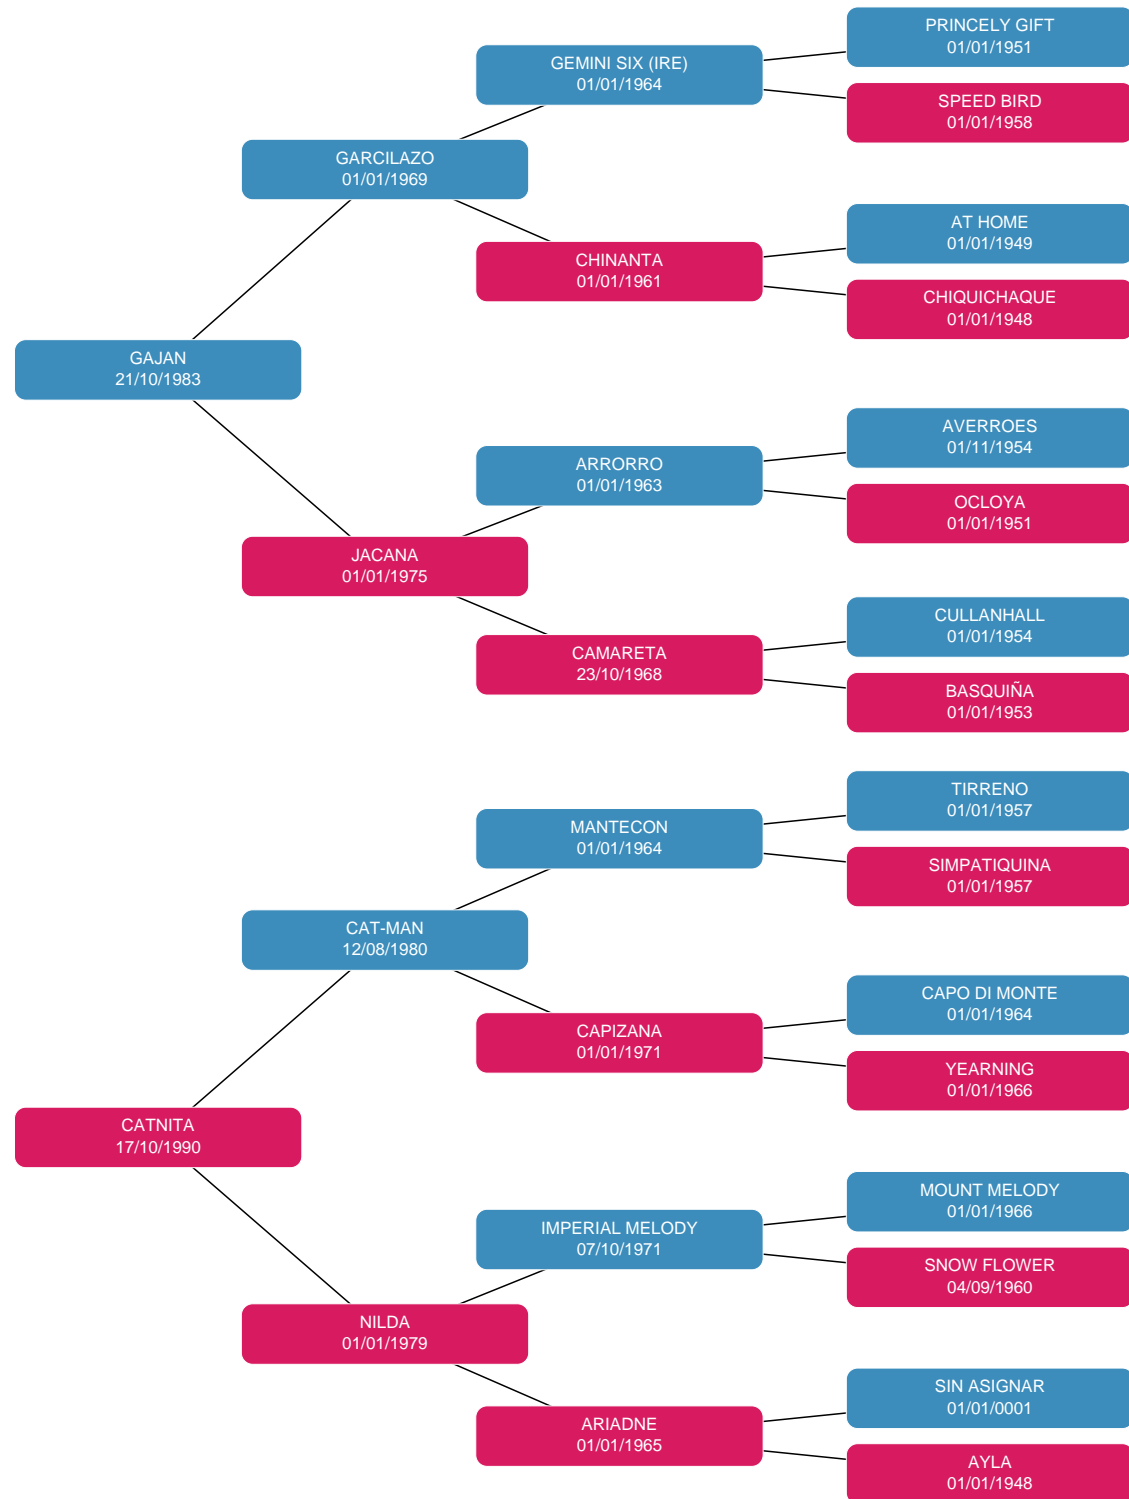 PRINCELY GIFT
01/01/1951
GEMINI SIX (IRE)
01/01/1964
SPEED BIRD
01/01/1958
GARCILAZO
01/01/1969
AT HOME
01/01/1949
CHINANTA
01/01/1961
CHIQUICHAQUE
01/01/1948
GAJAN
21/10/1983
AVERROES
01/11/1954
ARRORRO
01/01/1963
OCLOYA
01/01/1951
JACANA
01/01/1975
CULLANHALL
01/01/1954
CAMARETA
23/10/1968
BASQUIÑA
01/01/1953
TIRRENO
01/01/1957
MANTECON
01/01/1964
SIMPATIQUINA
01/01/1957
CAT-MAN
12/08/1980
CAPO DI MONTE
01/01/1964
CAPIZANA
01/01/1971
YEARNING
01/01/1966
CATNITA
17/10/1990
MOUNT MELODY
01/01/1966
IMPERIAL MELODY
07/10/1971
SNOW FLOWER
04/09/1960
NILDA
01/01/1979
SIN ASIGNAR
01/01/0001
ARIADNE
01/01/1965
AYLA
01/01/1948